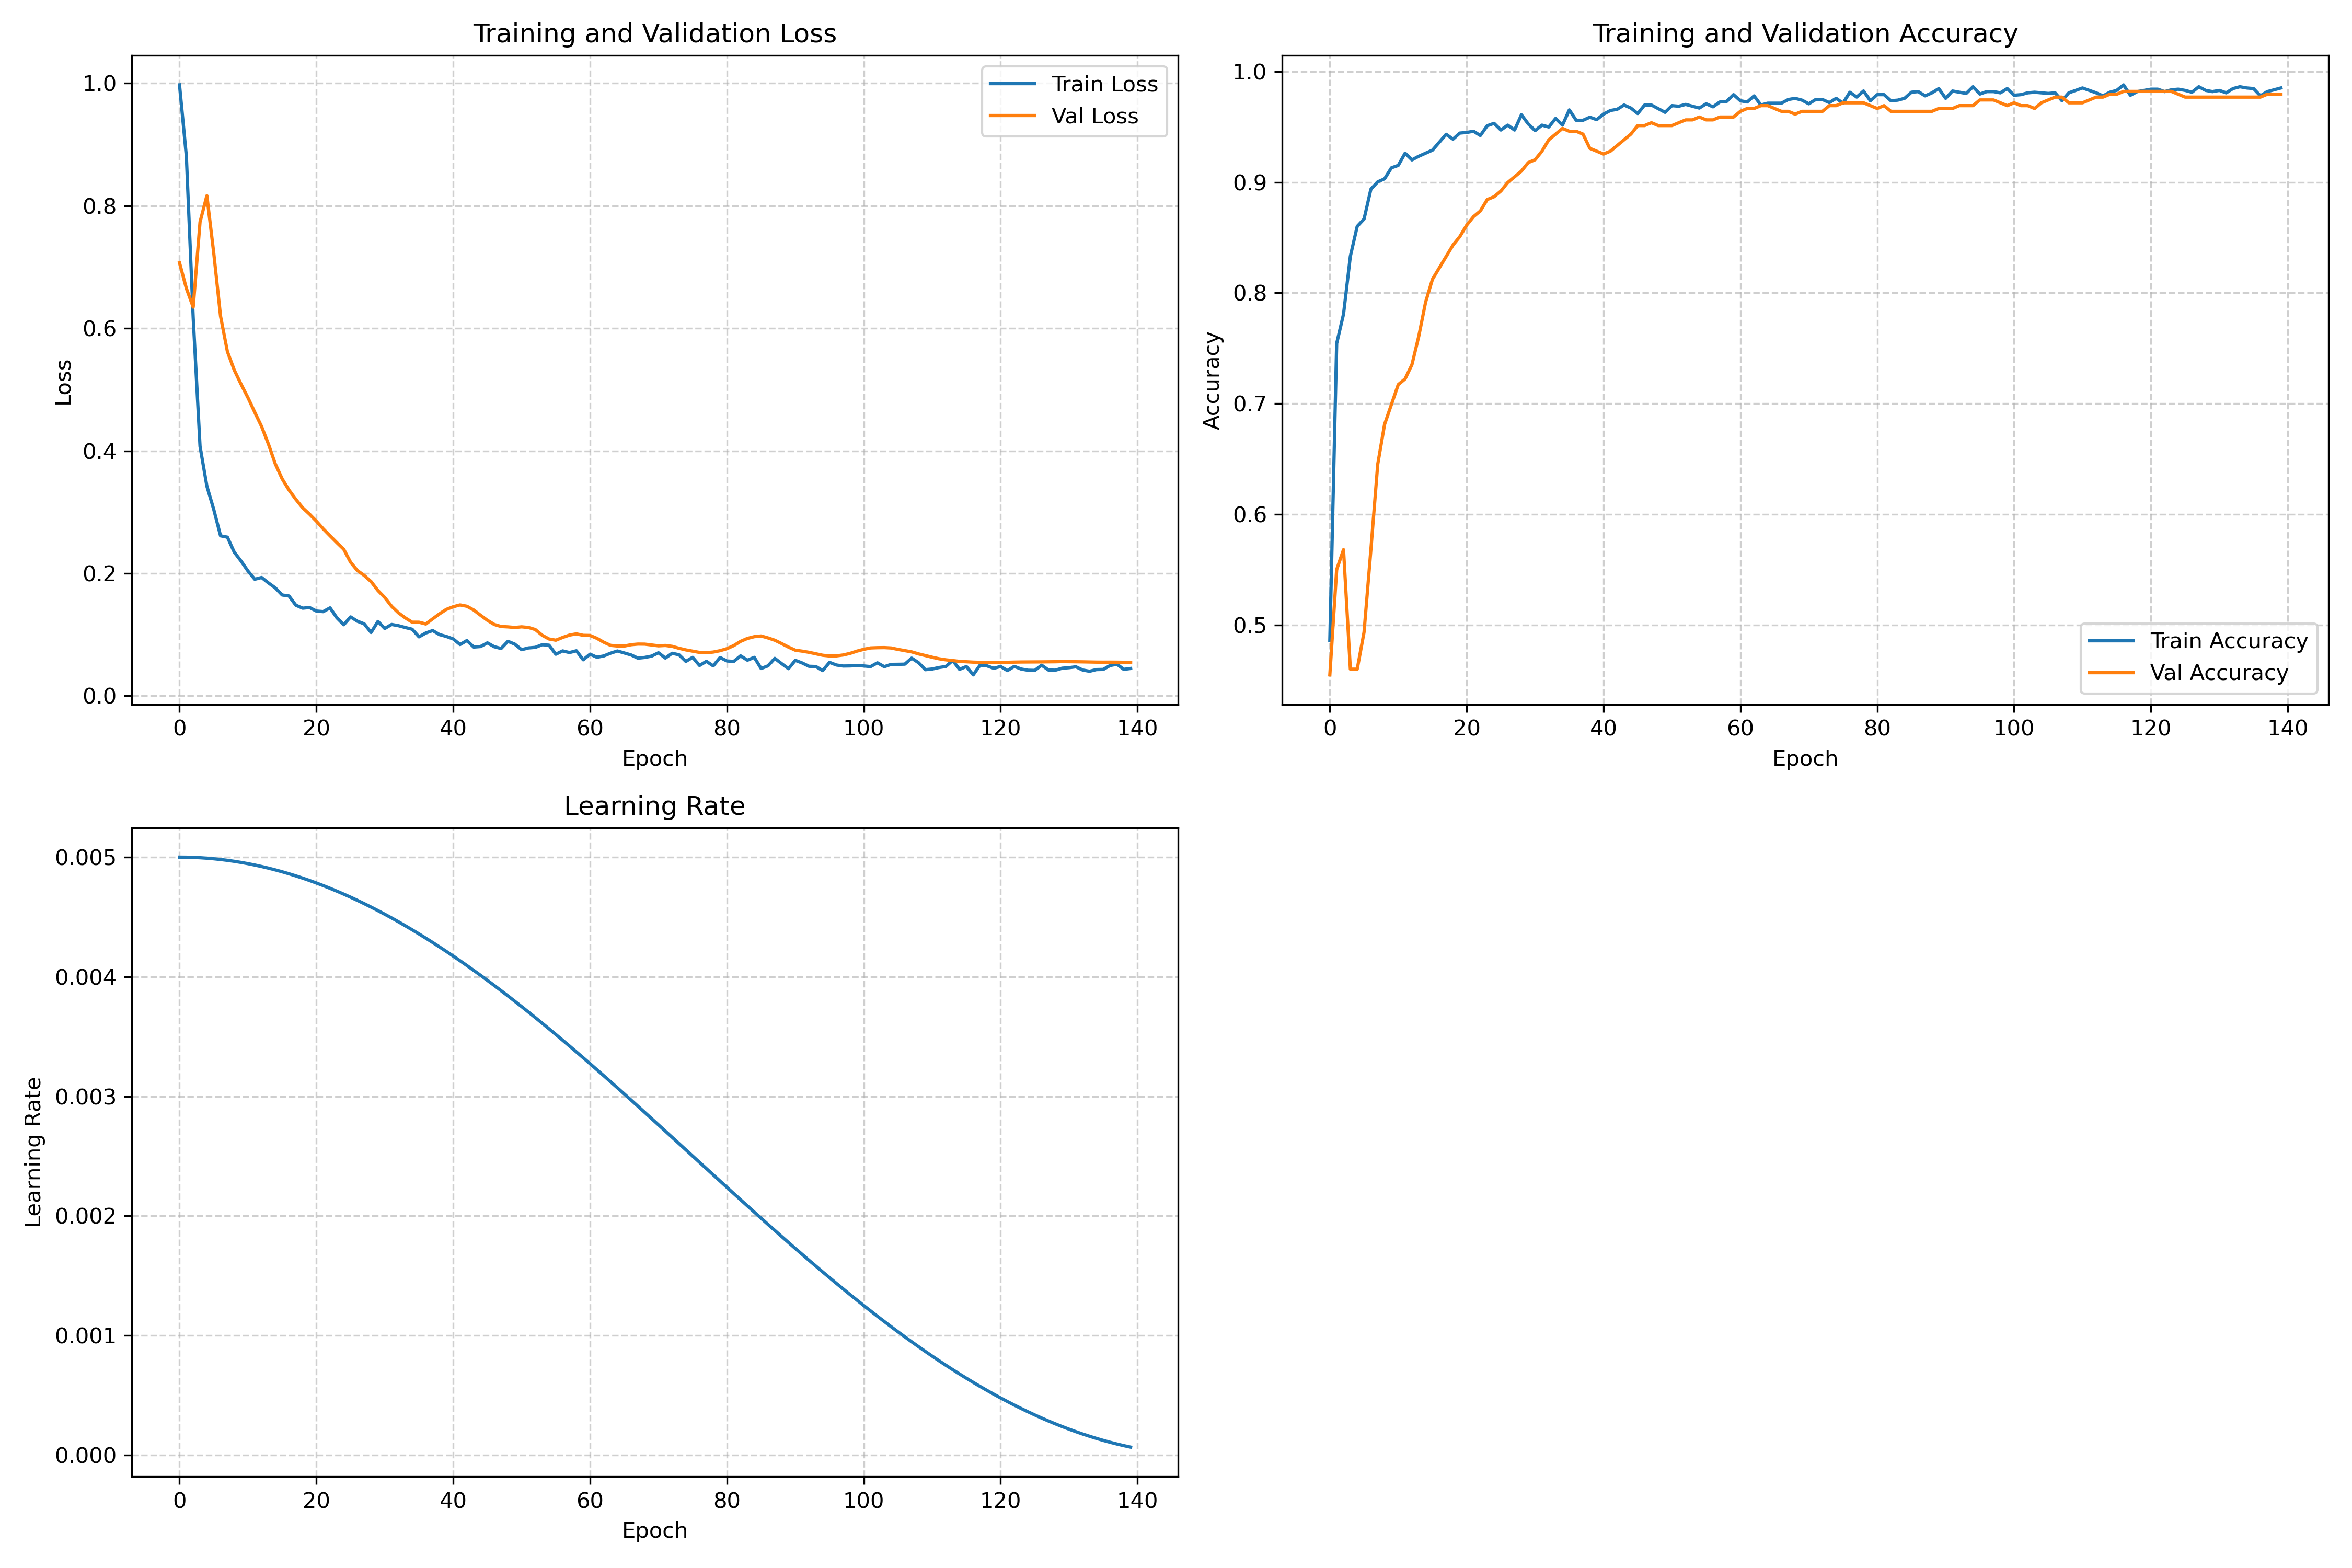 Training and Validation Loss
1.0
0.8
0.6
0.4
0.2
0.0
Loss
Train Loss
Val Loss
0 20 40 60 80 100 120 140
Epoch
Training and Validation Accuracy
1.0
0.9
0.8
0.7
0.6
0.5
Accuracy
Train Accuracy
Val Accuracy
0 20 40 60 80 100 120 140
Epoch
Learning Rate
0.005
0.004
0.003
0.002
0.001
0.000
Learning Rate
0 20 40 60 80 100 120 140
Epoch